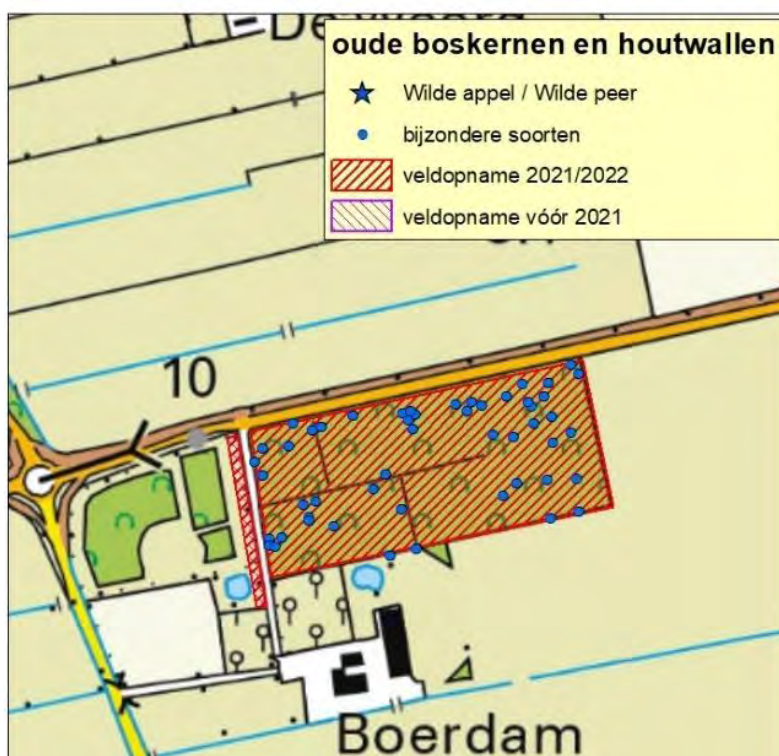 oude boskernen en houtwallen
Wilde appel / Wilde peer
bijzondere soorten
veldopname 2021/2022
veldopname vóór 2021
10
Boerdam